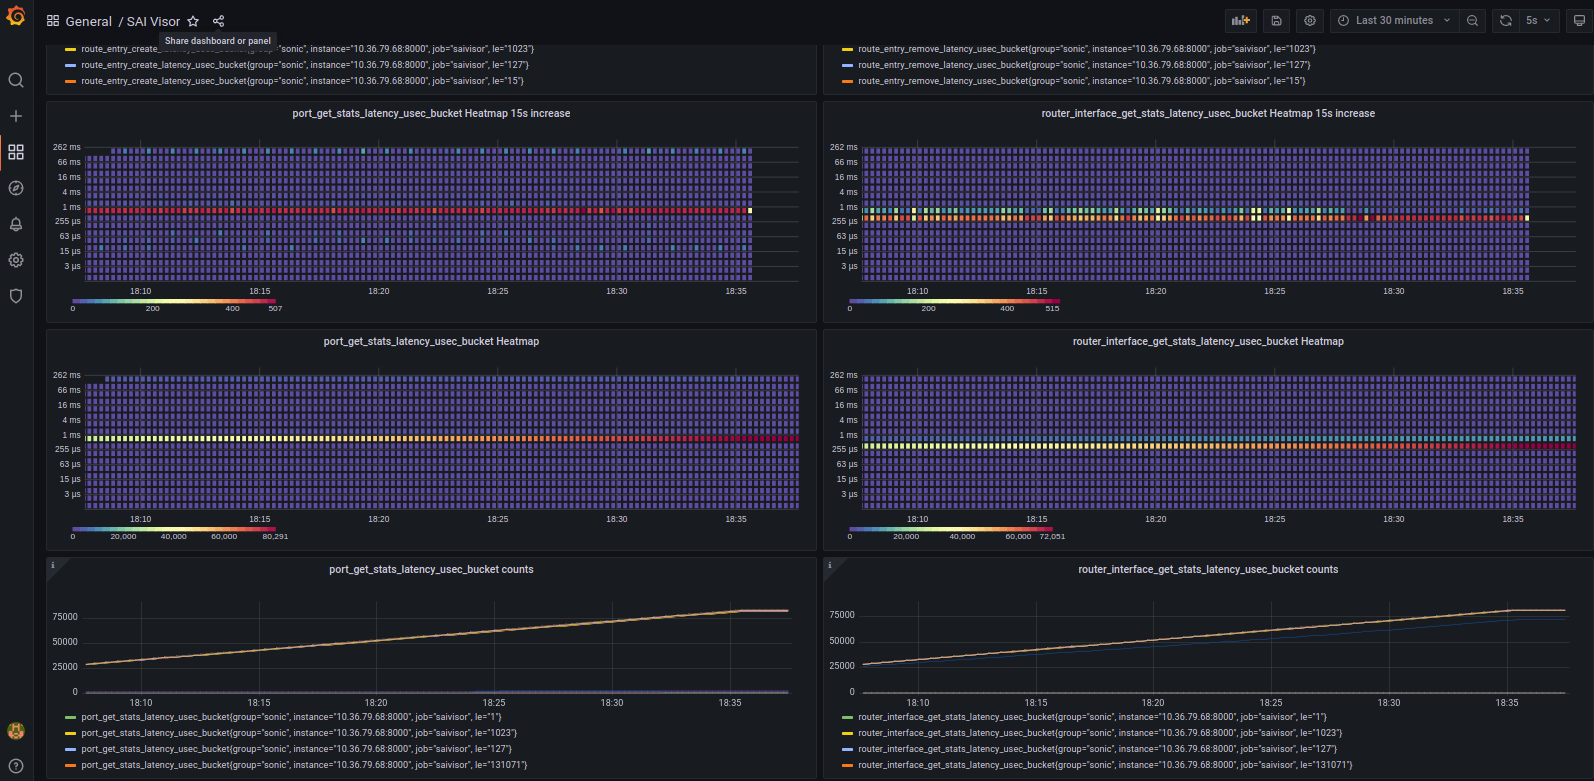 General / SAI Visor
Last 30 minutes
5s
Share dashboard or panel
route_entry_create_latency_usec_bucket{group="sonic", instance="10.36.79.68:8000", job="saivisor", le="1023"}
route_entry_create_latency_usec_bucket{group="sonic", instance="10.36.79.68:8000", job="saivisor", le="127"}
route_entry_create_latency_usec_bucket{group="sonic", instance="10.36.79.68:8000", job="saivisor", le="15"}
route_entry_remove_latency_usec_bucket{group="sonic", instance="10.36.79.68:8000", job="saivisor", le="1023"}
route_entry_remove_latency_usec_bucket{group="sonic", instance="10.36.79.68:8000", job="saivisor", le="127"}
route_entry_remove_latency_usec_bucket{group="sonic", instance="10.36.79.68:8000", job="saivisor", le="15"}
port_get_stats_latency_usec_bucket Heatmap 15s increase
262 ms
66 ms
16 ms
4 ms
1 ms
255 µs
63 µs
15 µs
3 µs
18:10 18:15 18:20 18:25 18:30 18:35
0 200 400 507
router_interface_get_stats_latency_usec_bucket Heatmap 15s increase
262 ms
66 ms
16 ms
4 ms
1 ms
255 µs
63 µs
15 µs
3 µs
18:10 18:15 18:20 18:25 18:30 18:35
0 200 400 515
port_get_stats_latency_usec_bucket Heatmap
262 ms
66 ms
16 ms
4 ms
1 ms
255 µs
63 µs
15 µs
3 µs
18:10 18:15 18:20 18:25 18:30 18:35
0 20,000 40,000 60,000 80,291
router_interface_get_stats_latency_usec_bucket Heatmap
262 ms
66 ms
16 ms
4 ms
1 ms
255 µs
63 µs
15 µs
3 µs
18:10 18:15 18:20 18:25 18:30 18:35
0 20,000 40,000 60,000 72,051
i
port_get_stats_latency_usec_bucket counts
75000
50000
25000
0
18:10 18:15 18:20 18:25 18:30 18:35
port_get_stats_latency_usec_bucket{group="sonic", instance="10.36.79.68:8000", job="saivisor", le="1"}
port_get_stats_latency_usec_bucket{group="sonic", instance="10.36.79.68:8000", job="saivisor", le="1023"}
port_get_stats_latency_usec_bucket{group="sonic", instance="10.36.79.68:8000", job="saivisor", le="127"}
port_get_stats_latency_usec_bucket{group="sonic", instance="10.36.79.68:8000", job="saivisor", le="131071"}
i
router_interface_get_stats_latency_usec_bucket counts
75000
50000
25000
0
18:10 18:15 18:20 18:25 18:30 18:35
router_interface_get_stats_latency_usec_bucket{group="sonic", instance="10.36.79.68:8000", job="saivisor", le="1"}
router_interface_get_stats_latency_usec_bucket{group="sonic", instance="10.36.79.68:8000", job="saivisor", le="1023"}
router_interface_get_stats_latency_usec_bucket{group="sonic", instance="10.36.79.68:8000", job="saivisor", le="127"}
router_interface_get_stats_latency_usec_bucket{group="sonic", instance="10.36.79.68:8000", job="saivisor", le="131071"}